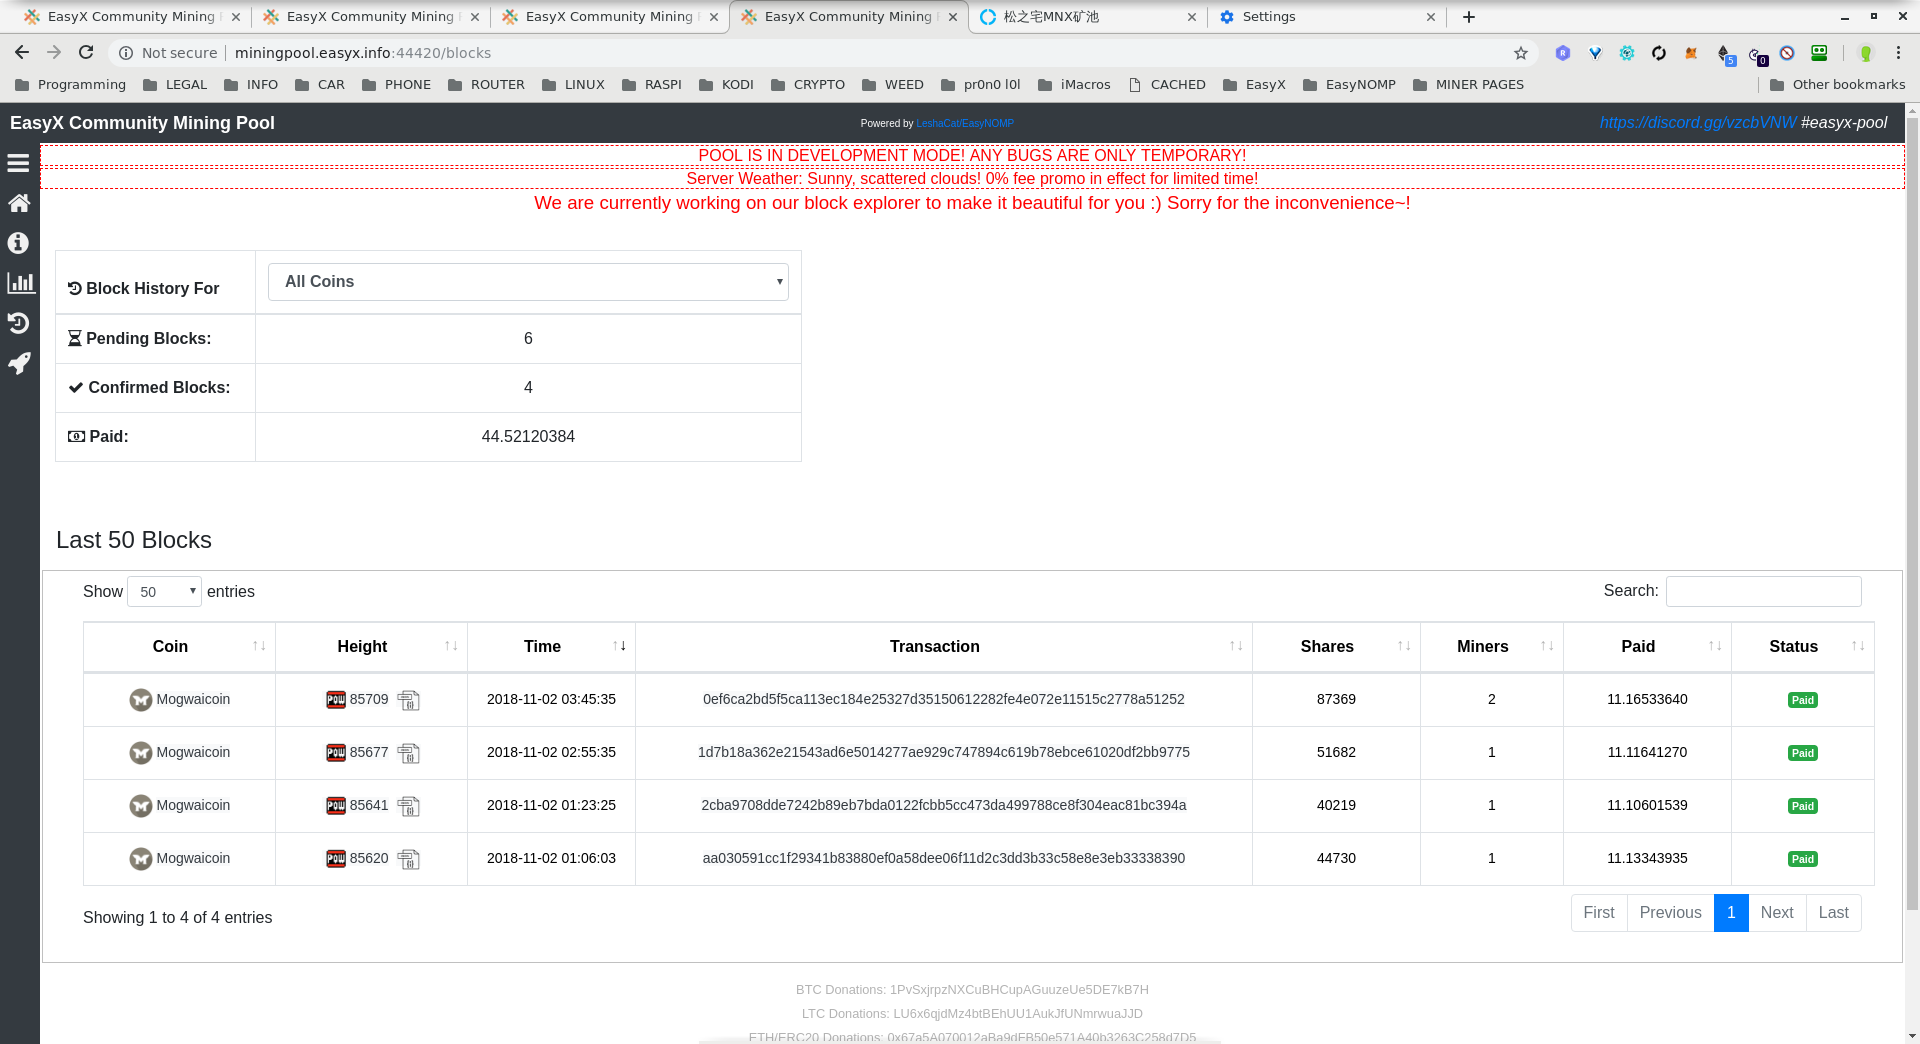 EasyX Community Mining
EasyX Community Mining
EasyX Community Mining
EasyX Community Mining
松之宅MNX矿池
Settings
Not secure
miningpool.easyx.info:44420/blocks
5
0
Programming LEGAL INFO CAR PHONE ROUTER LINUX RASPI KODI CRYPTO WEED pr0n0 l0l iMacros CACHED EasyX EasyNOMP MINER PAGES Other bookmarks
EasyX Community Mining Pool
Powered by LeshaCat/EasyNOMP
https://discord.gg/vzcbVNW #easyx-pool
POOL IS IN DEVELOPMENT MODE! ANY BUGS ARE ONLY TEMPORARY!
Server Weather: Sunny, scattered clouds! 0% fee promo in effect for limited time!
We are currently working on our block explorer to make it beautiful for you :) Sorry for the inconvenience~!
Block History For All Coins
Pending Blocks: 6
Confirmed Blocks: 4
Paid: 44.52120384
Last 50 Blocks
Show 50 entries
Search:
Coin Height Time Transaction Shares Miners Paid Status
Mogwaicoin POW 85709 2018-11-02 03:45:35 0ef6ca2bd5f5ca113ec184e25327d35150612282fe4e072e11515c2778a51252 87369 2 11.16533640 Paid
Mogwaicoin POW 85677 2018-11-02 02:55:35 1d7b18a362e21543ad6e5014277ae929c747894c619b78ebce61020df2bb9775 51682 1 11.11641270 Paid
Mogwaicoin POW 85641 2018-11-02 01:23:25 2cba9708dde7242b89eb7bda0122fcbb5cc473da499788ce8f304eac81bc394a 40219 1 11.10601539 Paid
Mogwaicoin POW 85620 2018-11-02 01:06:03 aa030591cc1f29341b83880ef0a58dee06f11d2c3dd3b33c58e8e3eb33338390 44730 1 11.13343935 Paid
Showing 1 to 4 of 4 entries
First Previous 1 Next Last
BTC Donations: 1PvSxjrpzNXCuBHCupAGuuzeUe5DE7kB7H
LTC Donations: LU6x6qjdMz4btBEhUU1AukJfUNmrwuaJJD
ETH/ERC20 Donations: 0x67a5A070012aBa9dFB50e571A40b3263C258d7D5